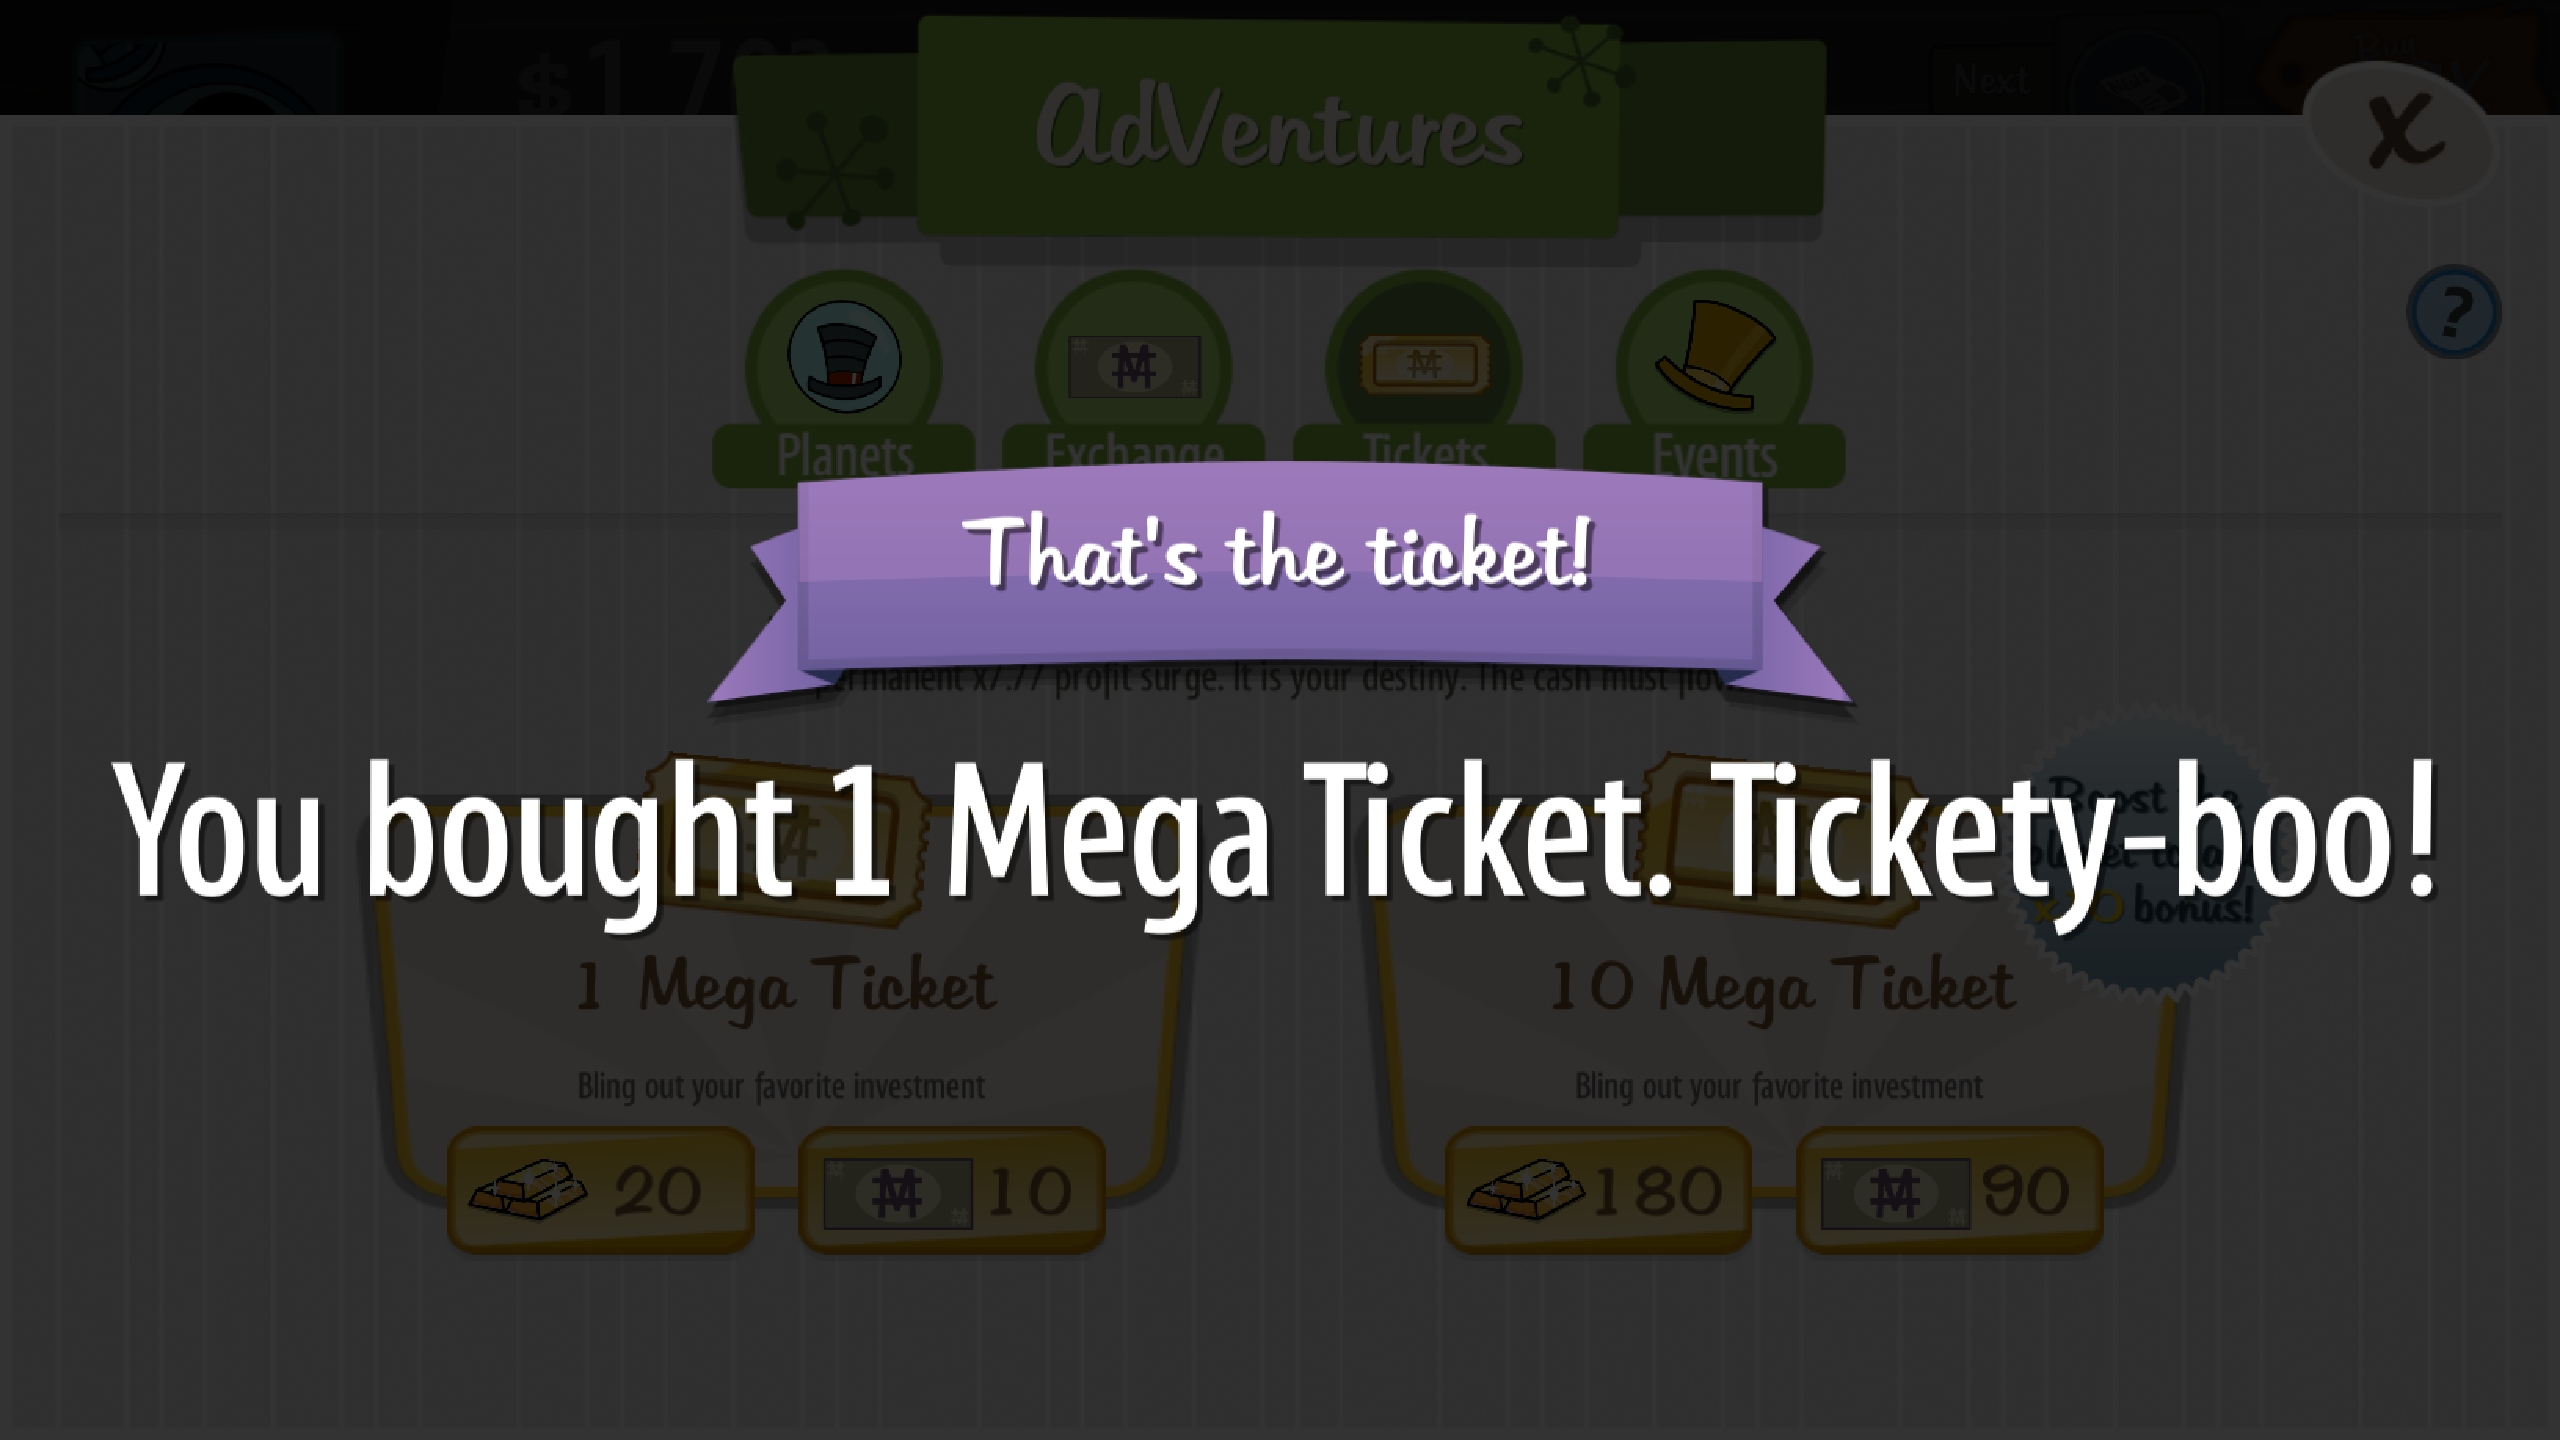 Next
AdVentures
x
?
Planets
Exchange
Tickets
Events
That's the ticket!
permanent x7.77 profit surge. It is your destiny. The cash must
You bought 1 Mega Ticket. Tickety-boo!
bonus!
1 Mega Ticket
10 Mega Ticket
Bling out your favorite investment
Bling out your favorite investment
20
10
180
90